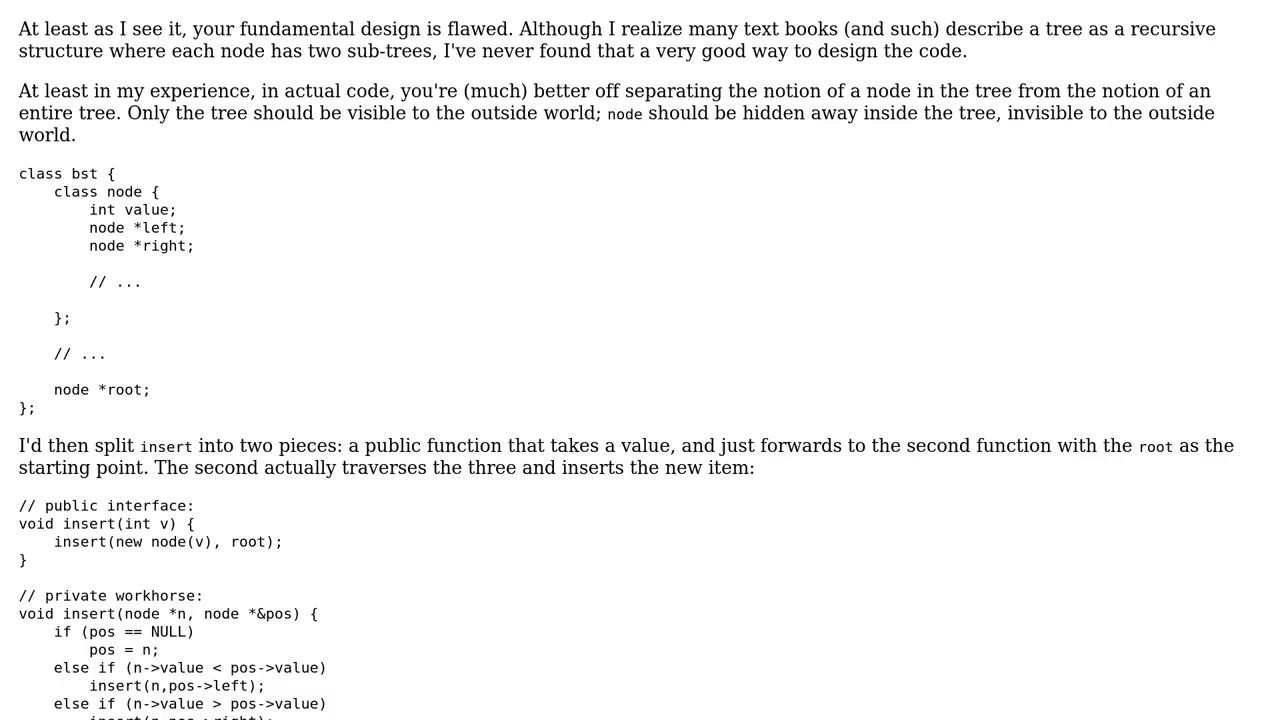 At least as I see it, your fundamental design is flawed. Although I realize many text books (and such) describe a tree as a recursive
structure where each node has two sub-trees, I've never found that a very good way to design the code.
At least in my experience, in actual code, you're (much) better off separating the notion of a node in the tree from the notion of an
entire tree. Only the tree should be visible to the outside world; node should be hidden away inside the tree, invisible to the outside
world.
class bst {
    class node {
        int value;
        node *left;
        node *right;
        // ...
    };
    // ...
    node *root;
};
I'd then split insert into two pieces: a public function that takes a value, and just forwards to the second function with the root as the
starting point. The second actually traverses the three and inserts the new item:
// public interface:
void insert(int v) {
    insert(new node(v), root);
}
// private workhorse:
void insert(node *n, node *&pos) {
    if (pos == NULL)
        pos = n;
    else if (n->value < pos->value)
        insert(n,pos->left);
    else if (n->value > pos->value)